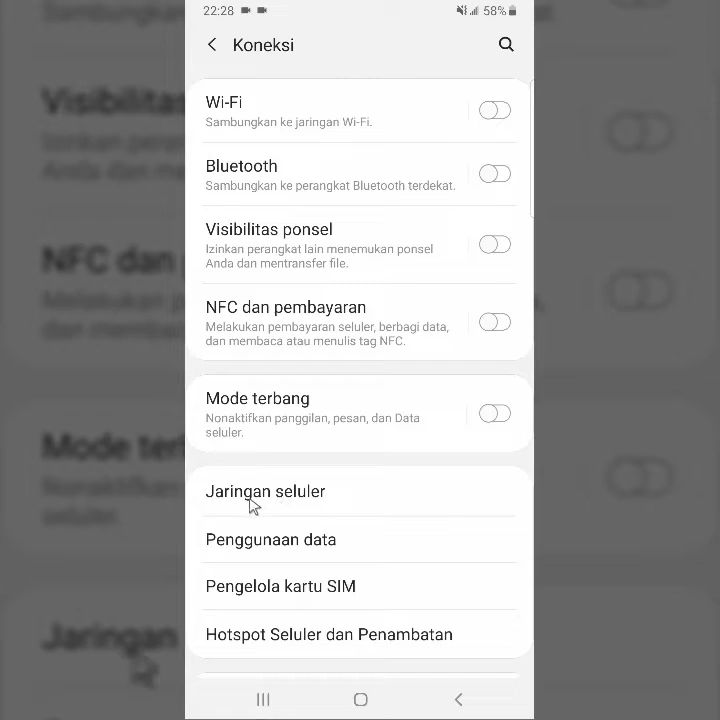 22:28
58%
Koneksi
Wi-Fi
Sambungkan ke jaringan Wi-Fi.
Bluetooth
Sambungkan ke perangkat Bluetooth terdekat.
Visibilitas ponsel
Izinkan perangkat lain menemukan ponsel
Anda dan mentransfer file.
NFC dan pembayaran
Melakukan pembayaran seluler, berbagi data,
dan membaca atau menulis tag NFC.
Mode terbang
Nonaktifkan panggilan, pesan, dan Data
seluler.
Jaringan seluler
Penggunaan data
Pengelola kartu SIM
Hotspot Seluler dan Penambatan